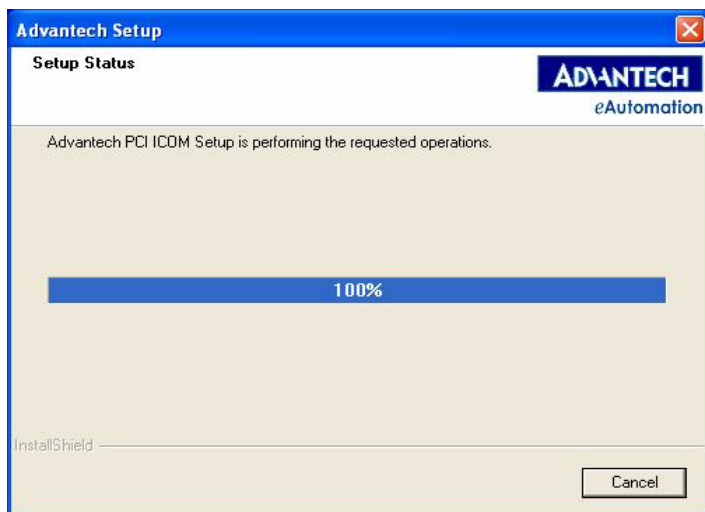 Advantech Setup
Setup Status
ADVANTECH
eAutomation
Advantech PCI ICOM Setup is performing the requested operations.
100%
InstallShield
Cancel